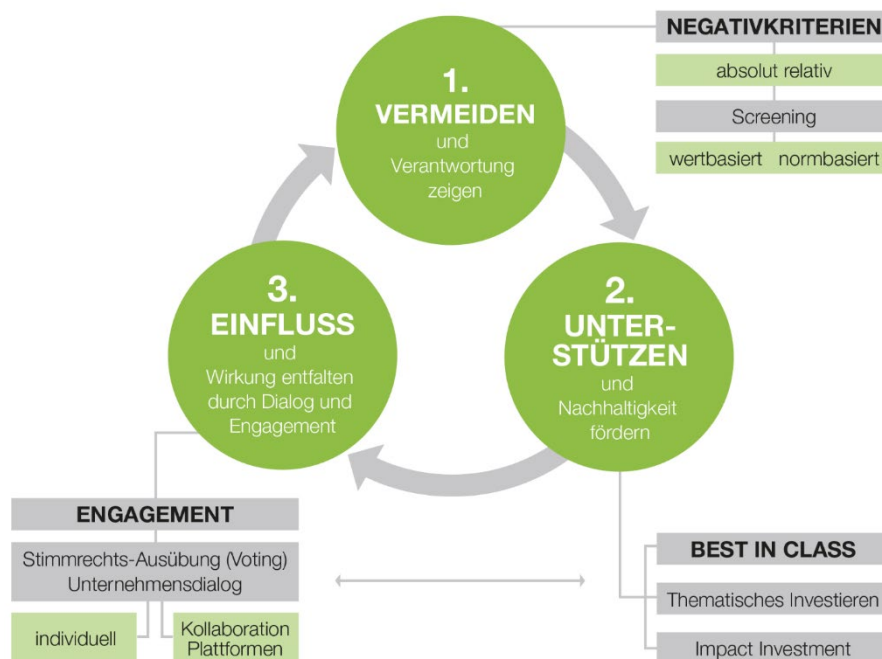 1.
VERMEIDEN
und
Verantwortung
zeigen
NEGATIVKRITERIEN
absolut relativ
Screening
wertbasiert normbasiert
2.
UNTER-
STÜTZEN
und
Nachhaltigkeit
fördern
BEST IN CLASS
Thematisches Investieren
Impact Investment
3.
EINFLUSS
und
Wirkung entfalten
durch Dialog und
Engagement
ENGAGEMENT
Stimmrechts-Ausübung (Voting)
Unternehmensdialog
individuell
Kollaboration
Plattformen